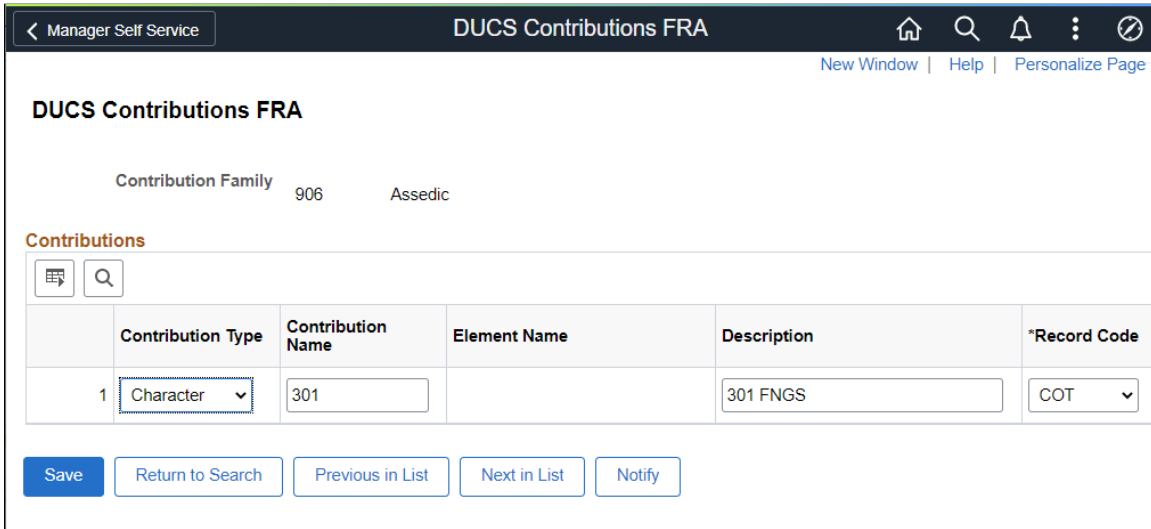 Manager Self Service DUCS Contributions FRA
New Window | Help | Personalize Page
DUCS Contributions FRA
Contribution Family 906 Assedic
Contributions
Contribution Type Contribution Name Element Name Description *Record Code
1 Character 301 301 FNGS COT
Save Return to Search Previous in List Next in List Notify